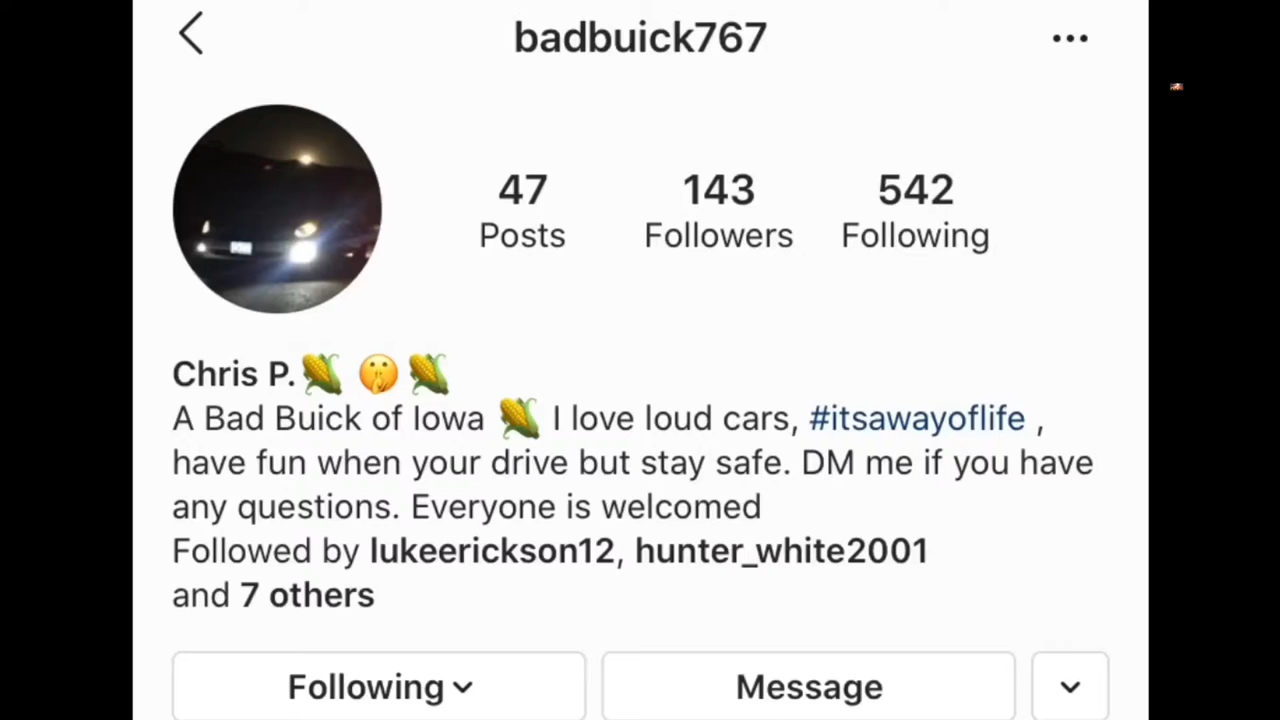 badbuick767
47 143 542
Posts Followers Following
Chris P.🌽 🤫 🌽
A Bad Buick of Iowa 🌽 I love loud cars, #itsawayoflife ,
have fun when your drive but stay safe. DM me if you have
any questions. Everyone is welcomed
Followed by lukeerickson12, hunter_white2001
and 7 others
Following Message